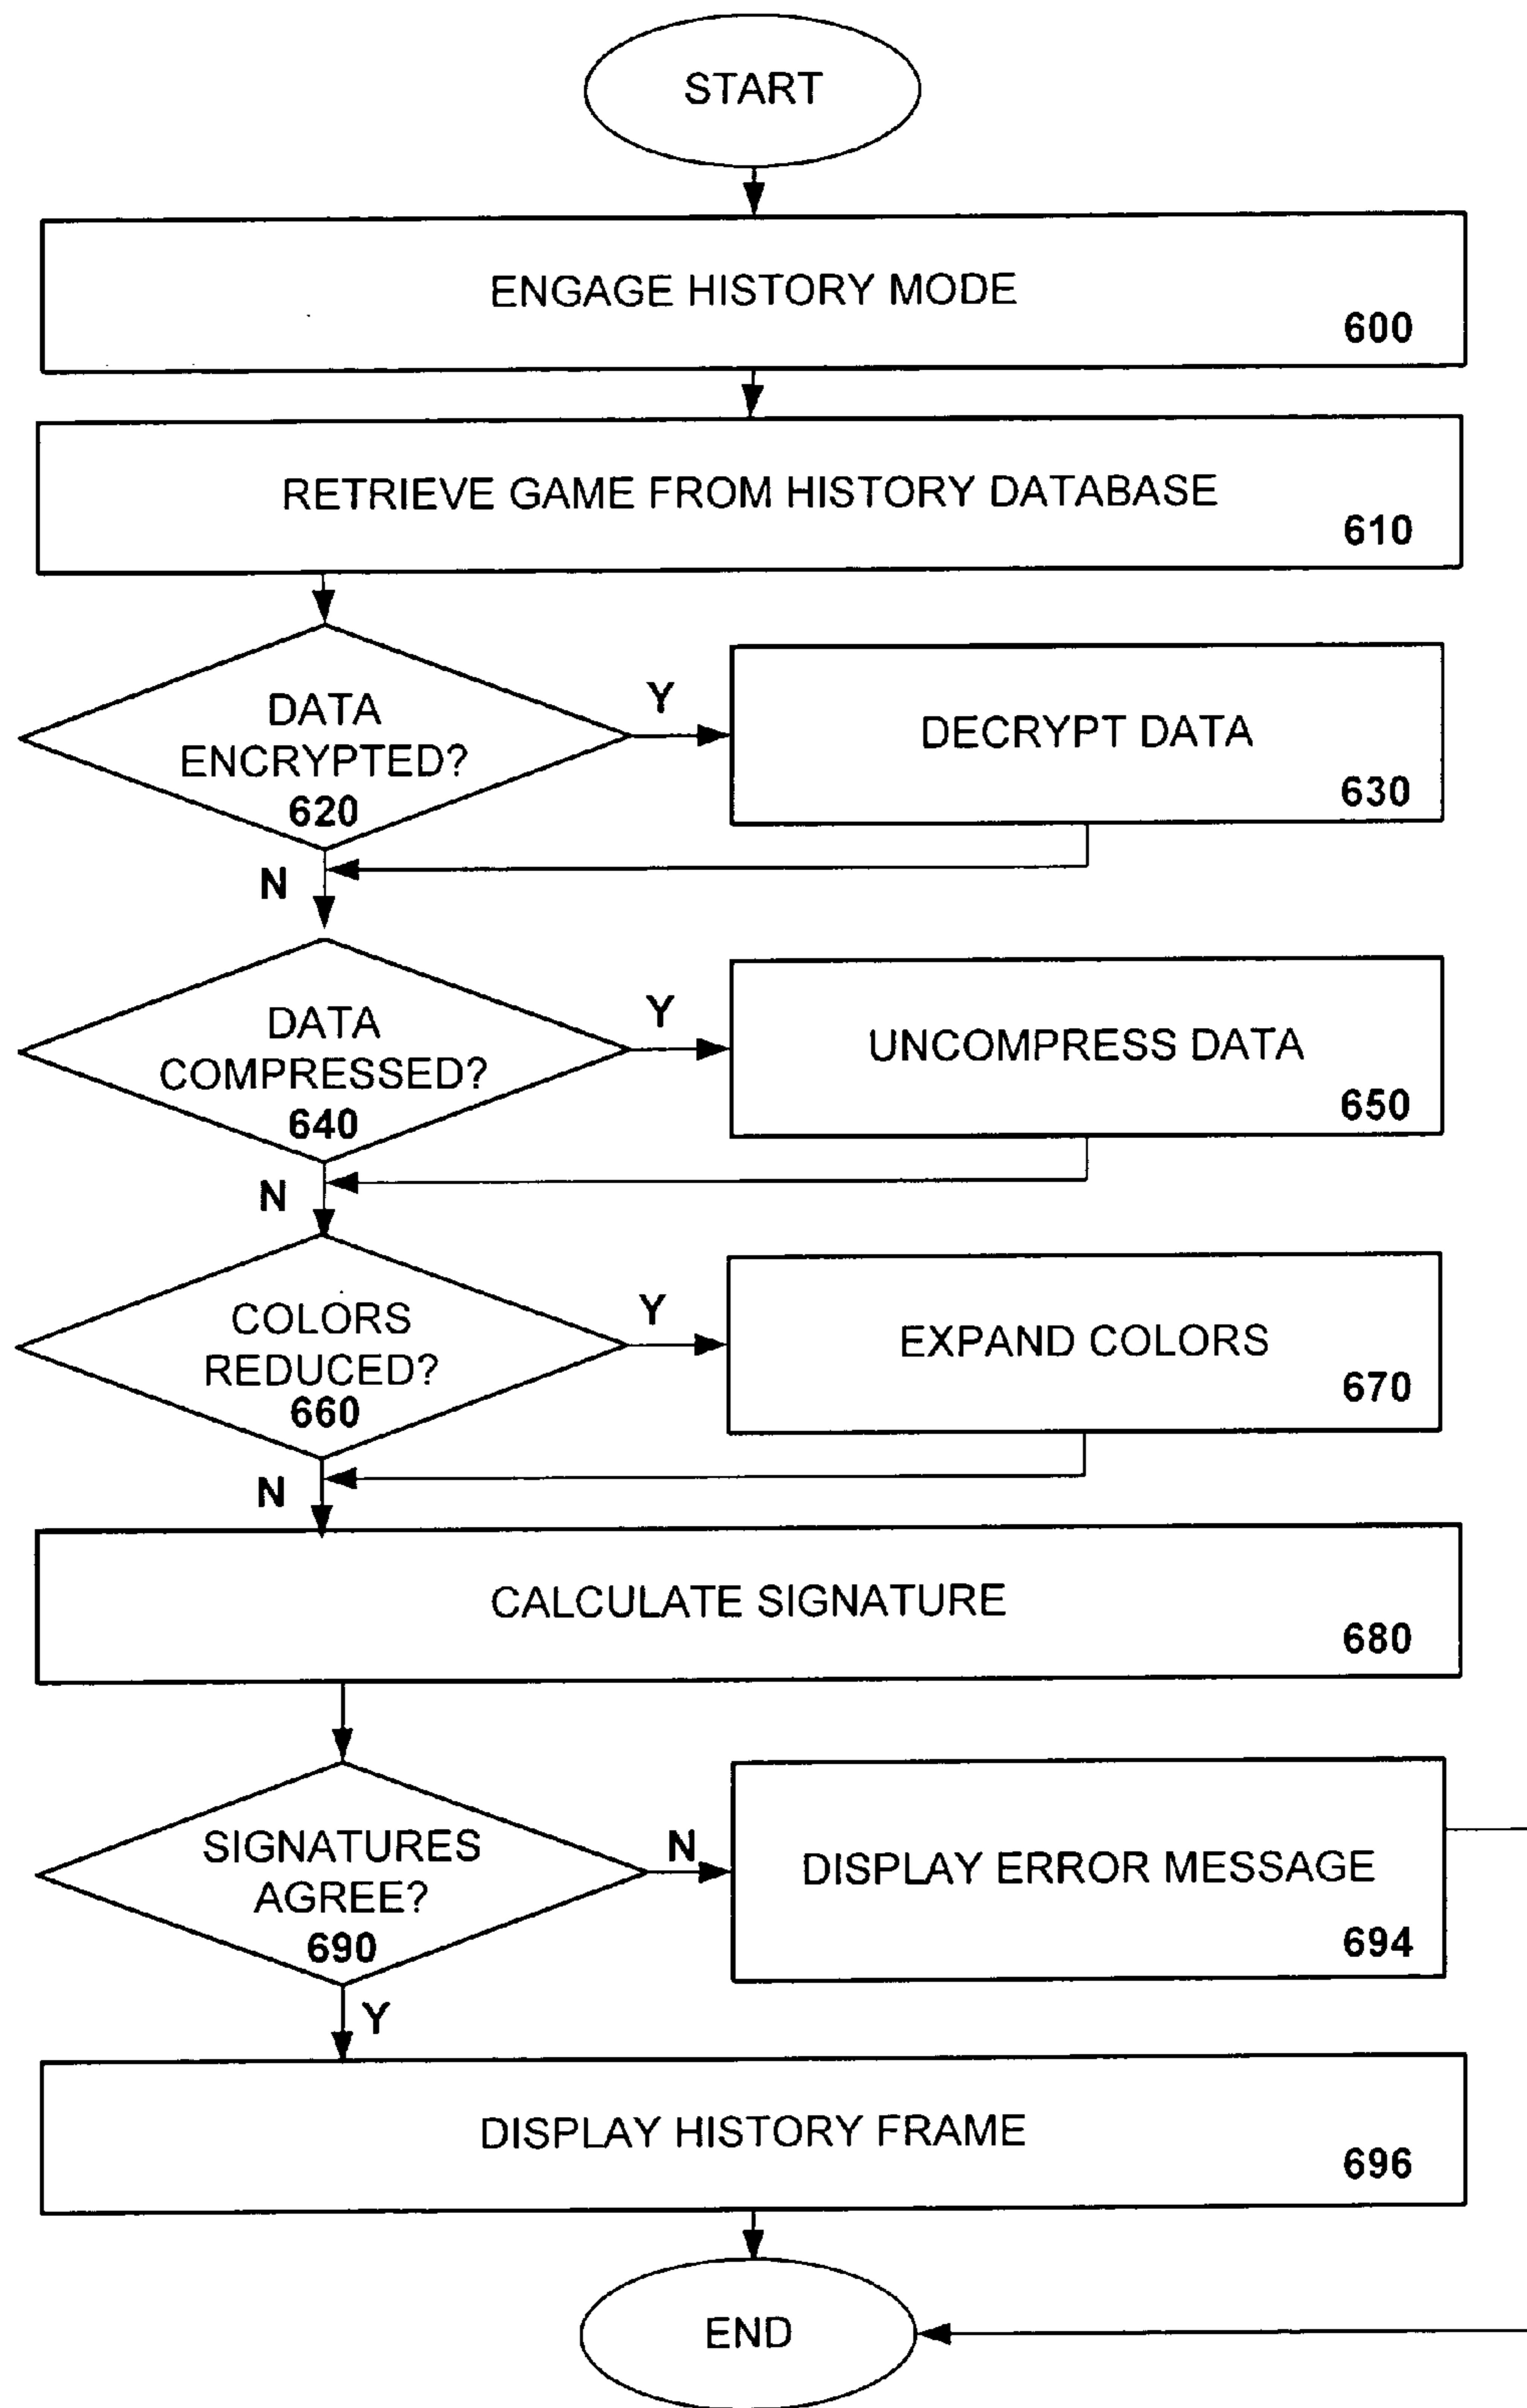 START
ENGAGE HISTORY MODE
600
RETRIEVE GAME FROM HISTORY DATABASE
610
DATA
ENCRYPTED?
620
Y
DECRYPT DATA
630
N
DATA
COMPRESSED?
640
Y
UNCOMPRESS DATA
650
N
COLORS
REDUCED?
660
Y
EXPAND COLORS
670
N
CALCULATE SIGNATURE
680
SIGNATURES
AGREE?
690
N
DISPLAY ERROR MESSAGE
694
Y
DISPLAY HISTORY FRAME
696
END